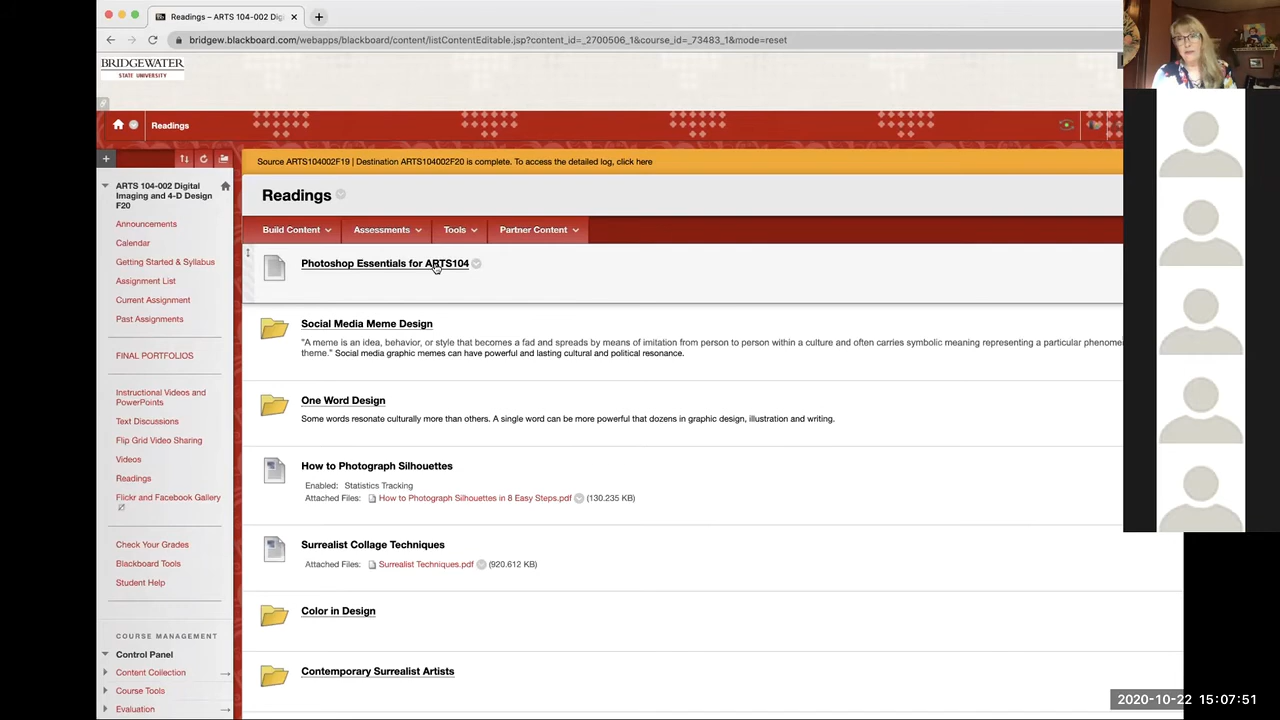 Readings – ARTS 104-002 Dig
bridgew.blackboard.com/webapps/blackboard/content/listContentEditable.jsp?content_id=_2700506_1&course_id=_73483_1&mode=reset
BRIDGEWATER
STATE UNIVERSITY
Readings
Source ARTS104002F19 | Destination ARTS104002F20 is complete. To access the detailed log, click here
ARTS 104-002 Digital
Imaging and 4-D Design
F20
Announcements
Calendar
Getting Started & Syllabus
Assignment List
Current Assignment
Past Assignments
FINAL PORTFOLIOS
Instructional Videos and
PowerPoints
Text Discussions
Flip Grid Video Sharing
Videos
Readings
Flickr and Facebook Gallery
Check Your Grades
Blackboard Tools
Student Help
COURSE MANAGEMENT
Control Panel
Content Collection
Course Tools
Evaluation
Readings
Build Content
Assessments
Tools
Partner Content
Photoshop Essentials for ARTS104
Social Media Meme Design
"A meme is an idea, behavior, or style that becomes a fad and spreads by means of imitation from person to person within a culture and often carries symbolic meaning representing a particular phenome
theme." Social media graphic memes can have powerful and lasting cultural and political resonance.
One Word Design
Some words resonate culturally more than others. A single word can be more powerful that dozens in graphic design, illustration and writing.
How to Photograph Silhouettes
Enabled: Statistics Tracking
Attached Files: How to Photograph Silhouettes in 8 Easy Steps.pdf (130.235 KB)
Surrealist Collage Techniques
Attached Files: Surrealist Techniques.pdf (920.612 KB)
Color in Design
Contemporary Surrealist Artists
2020-10-22 15:07:51